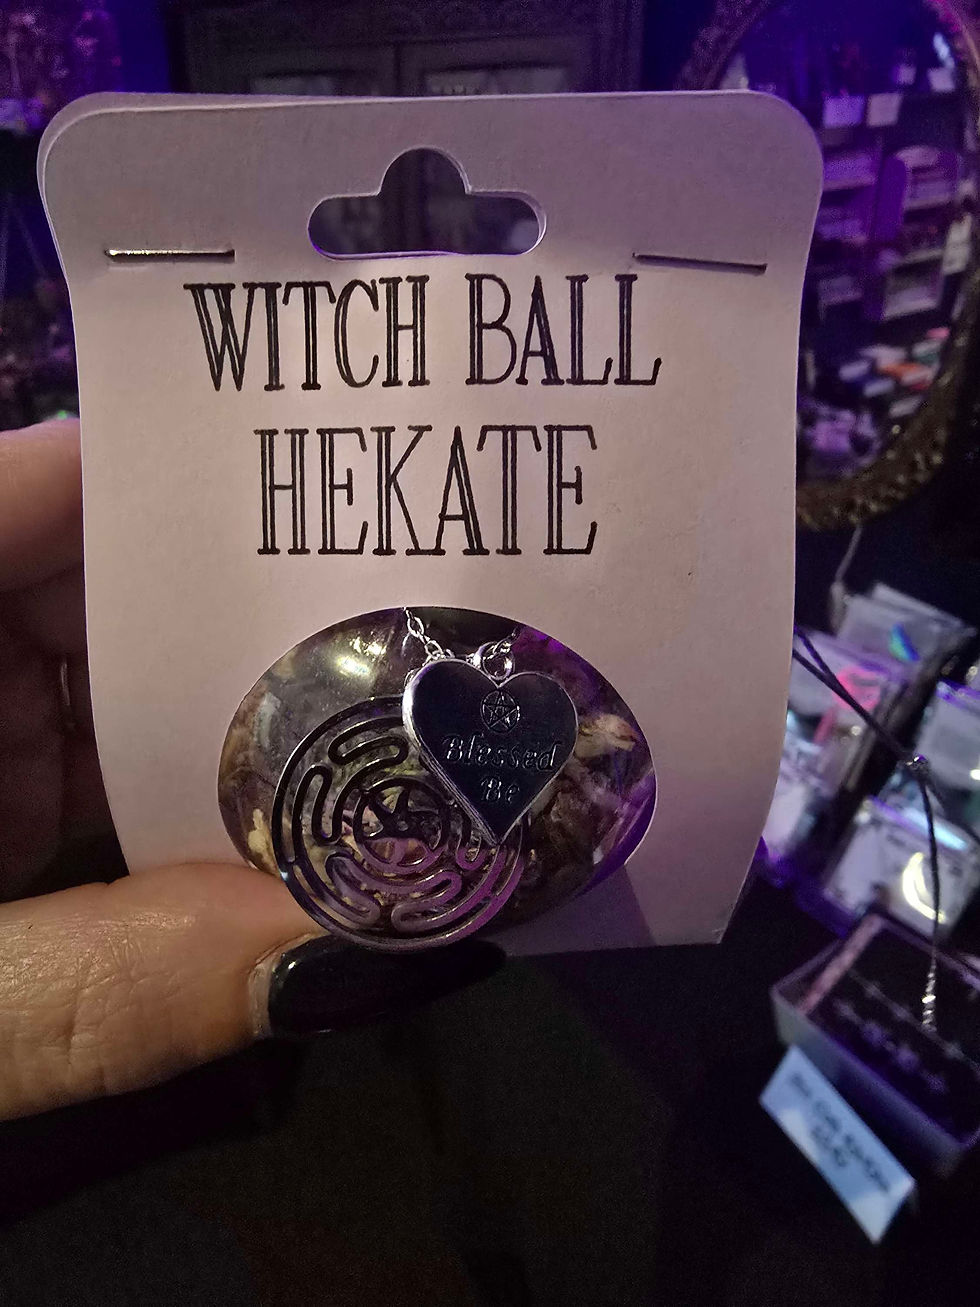 WITCH BALL
HEKATE
Blessed
Be